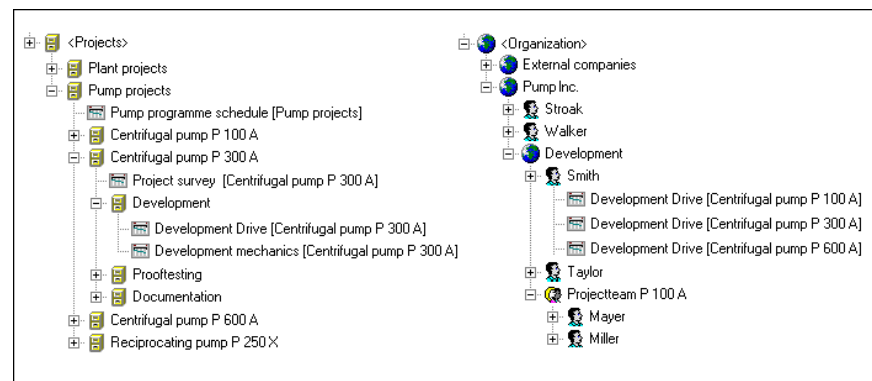 <Projects>
Plant projects
Pump projects
Pump programme schedule [Pump projects]
Centrifugal pump P 100 A
Centrifugal pump P 300 A
Project survey [Centrifugal pump P 300 A]
Development
Development Drive [Centrifugal pump P 300 A]
Development mechanics [Centrifugal pump P 300 A]
Prooftesting
Documentation
Centrifugal pump P 600 A
Reciprocating pump P 250 X
<Organization>
External companies
Pump Inc.
Stroak
Walker
Development
Smith
Development Drive [Centrifugal pump P 100 A]
Development Drive [Centrifugal pump P 300 A]
Development Drive [Centrifugal pump P 600 A]
Taylor
Projectteam P 100 A
Mayer
Miller